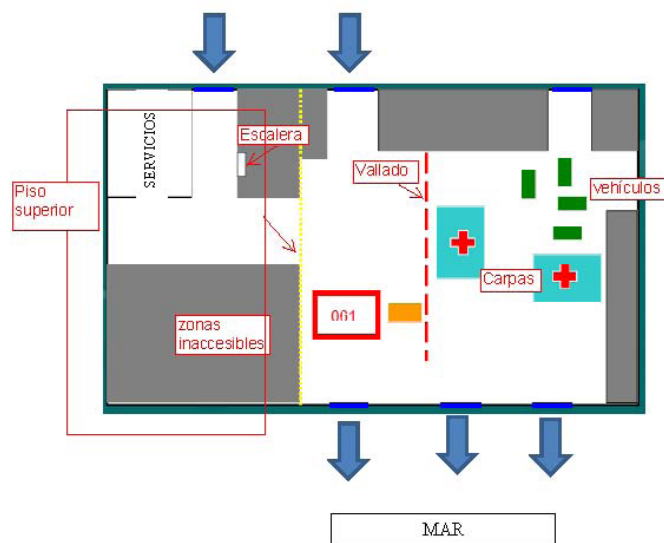 SERVICIOS
Escalera
Vallado
Piso
superior
vehículos
Carpas
zonas
inaccesibles
061
MAR